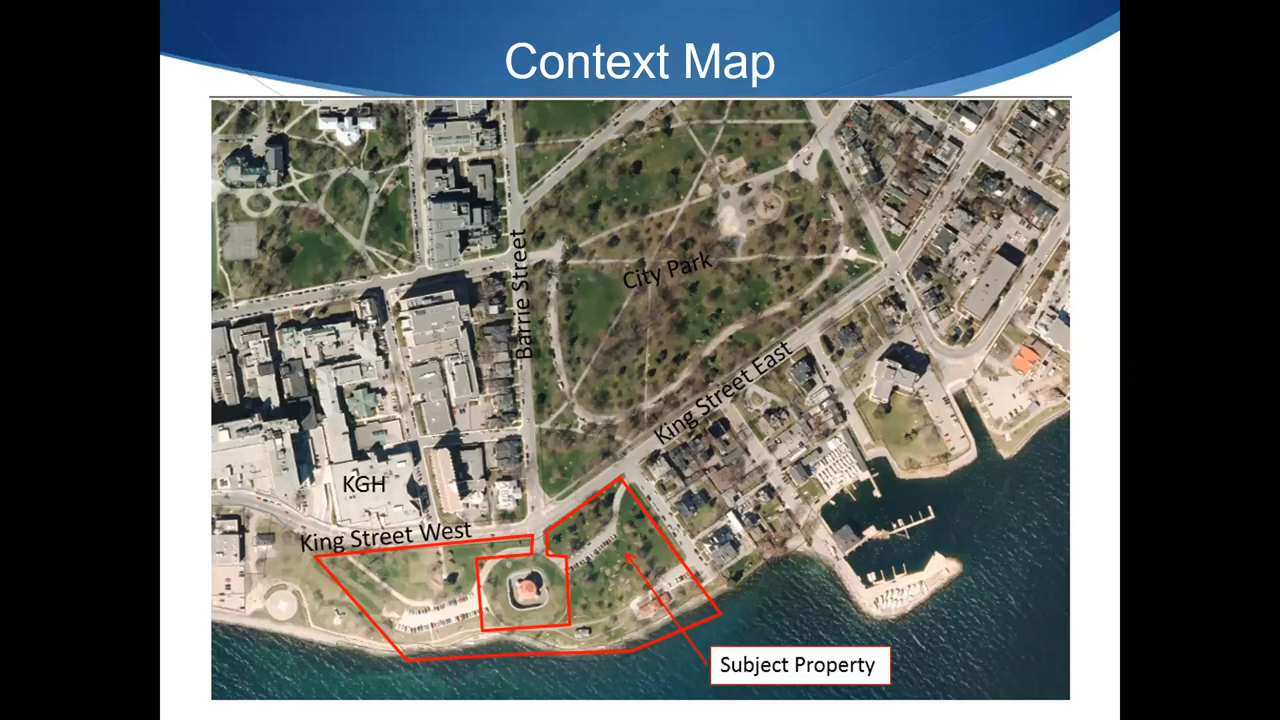 Context Map
City Park
Barrie Street
King Street East
KGH
King Street West
Subject Property